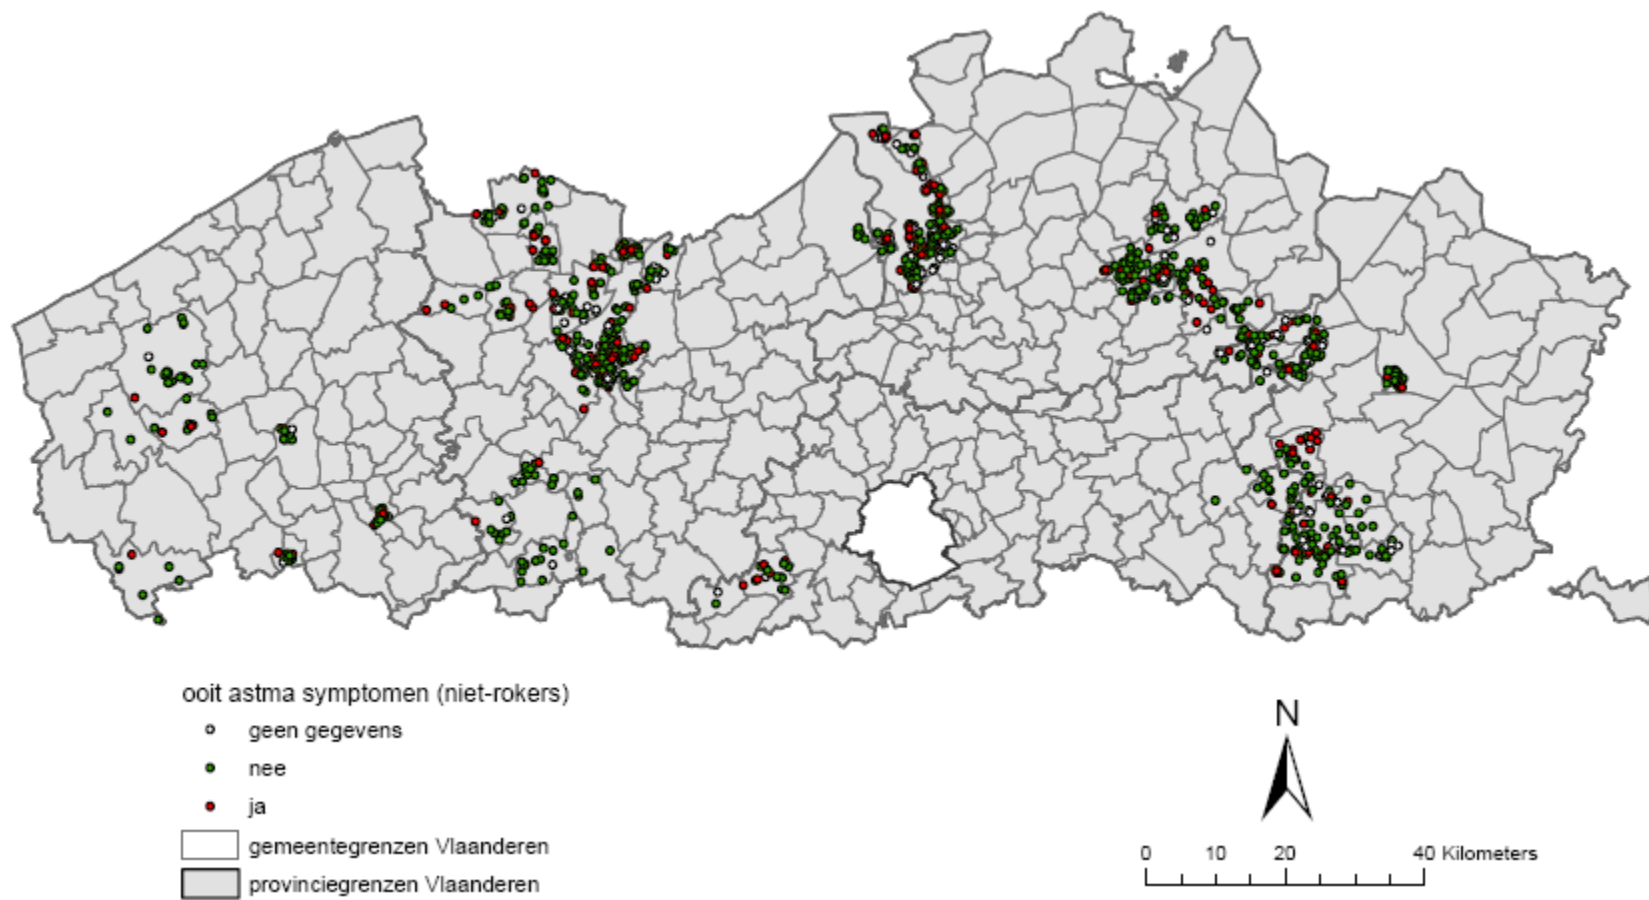 ooit astma symptomen (niet-rokers)
geen gegevens
nee
ja
gemeentegrenzen Vlaanderen
provinciegrenzen Vlaanderen
N
0 10 20 40 Kilometers